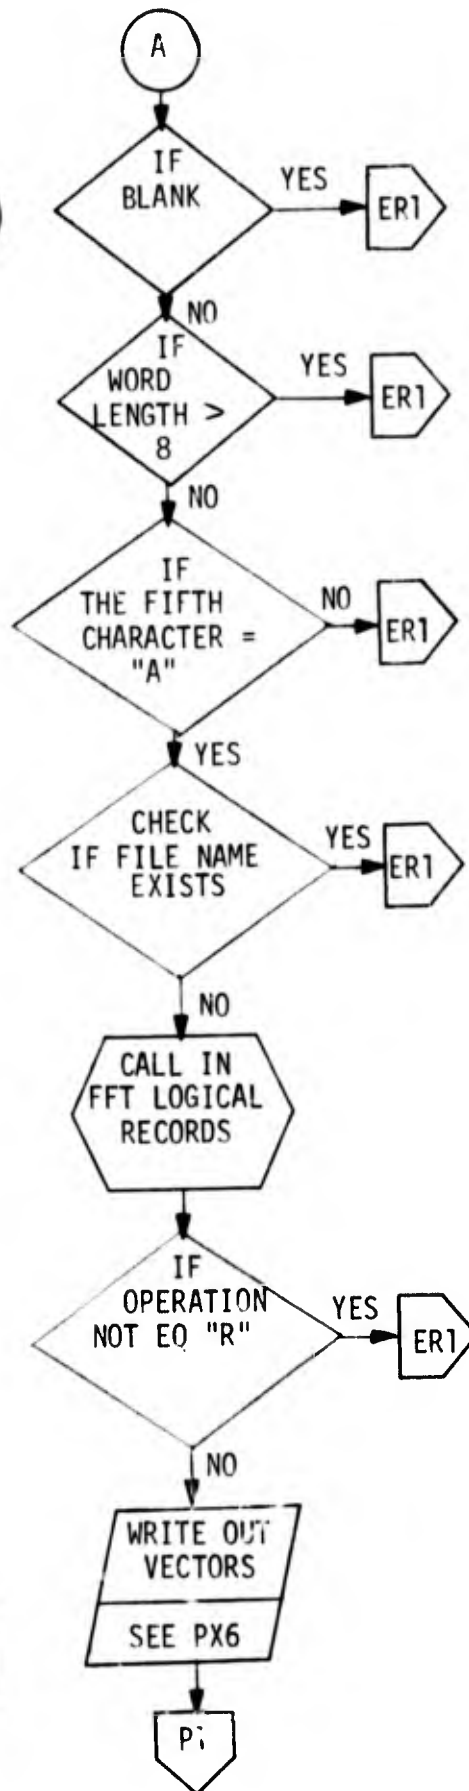 A
IF
BLANK
YES
ER1
NO
IF
WORD
LENGTH >
8
YES
ER1
NO
IF
THE FIFTH
CHARACTER =
"A"
NO
ER1
YES
CHECK
IF FILE NAME
EXISTS
YES
ER1
NO
CALL IN
FFT LOGICAL
RECORDS
IF
OPERATION
NOT EQ "R"
YES
ER1
NO
WRITE OUT
VECTORS
SEE PX6